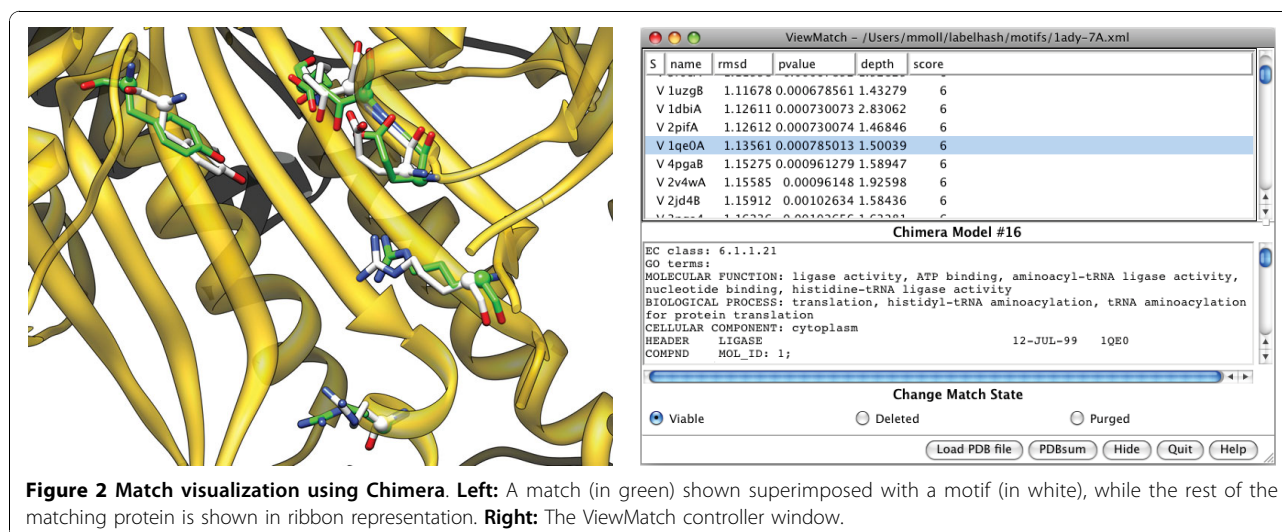 ViewMatch - /Users/mmoll/labelhash/motifs/1ady-7A.xml
S name rmsd pvalue depth score
V 1uzgB 1.11678 0.000678561 1.43279 6
V 1dbiA 1.12611 0.000730073 2.83062 6
V 2pifA 1.12612 0.000730074 1.46846 6
V 1qe0A 1.13561 0.000785013 1.50039 6
V 4pgaB 1.15275 0.000961279 1.58947 6
V 2v4wA 1.15585 0.00096148 1.92598 6
V 2jd4B 1.15912 0.00102634 1.58436 6
Chimera Model #16
EC class: 6.1.1.21
GO terms:
MOLECULAR FUNCTION: ligase activity, ATP binding, aminoacyl-tRNA ligase activity,
nucleotide binding, histidine-tRNA ligase activity
BIOLOGICAL PROCESS: translation, histidyl-tRNA aminoacylation, tRNA aminoacylation
for protein translation
CELLULAR COMPONENT: cytoplasm
HEADER LIGASE 12-JUL-99 1QE0
COMPND MOL_ID: 1;
Change Match State
Viable Deleted Purged
Load PDB file PDBsum Hide Quit Help
Figure 2 Match visualization using Chimera. Left: A match (in green) shown superimposed with a motif (in white), while the rest of the
matching protein is shown in ribbon representation. Right: The ViewMatch controller window.